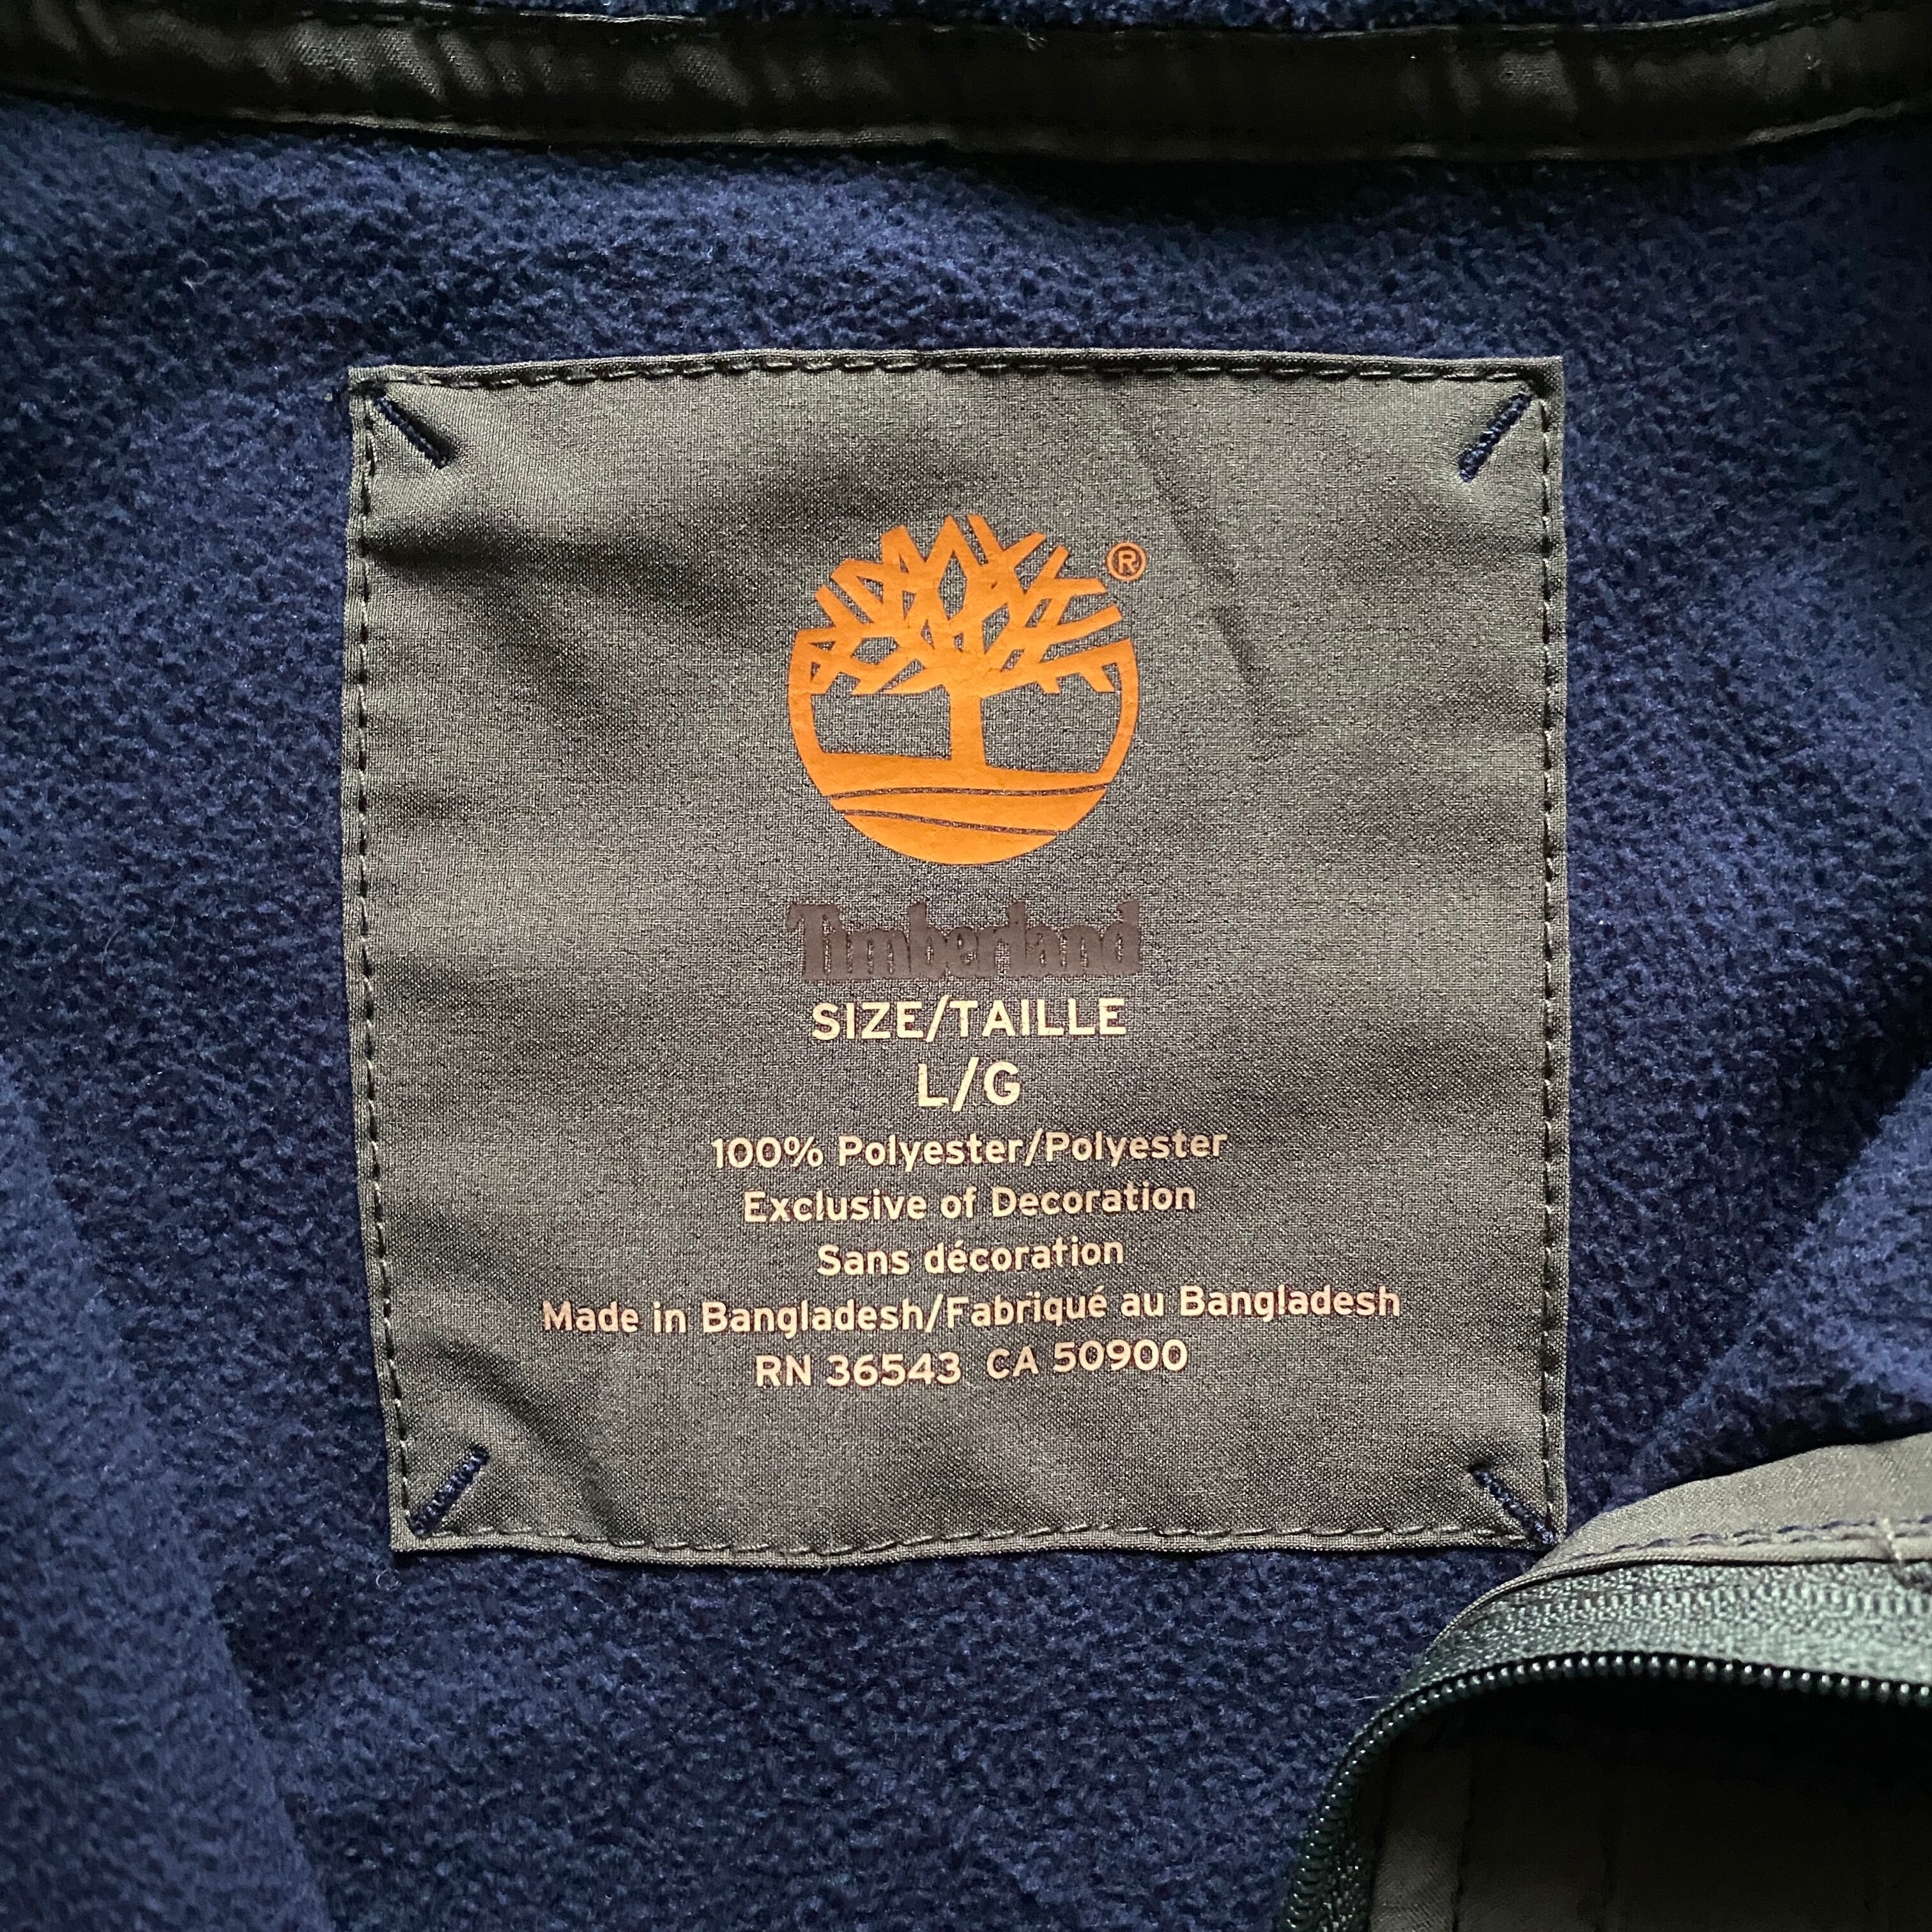 ®
Timberland
SIZE/TAILLE
L/G
100% Polyester/Polyester
Exclusive of Decoration
Sans décoration
Made in Bangladesh/Fabriqué au Bangladesh
RN 36543 CA 50900